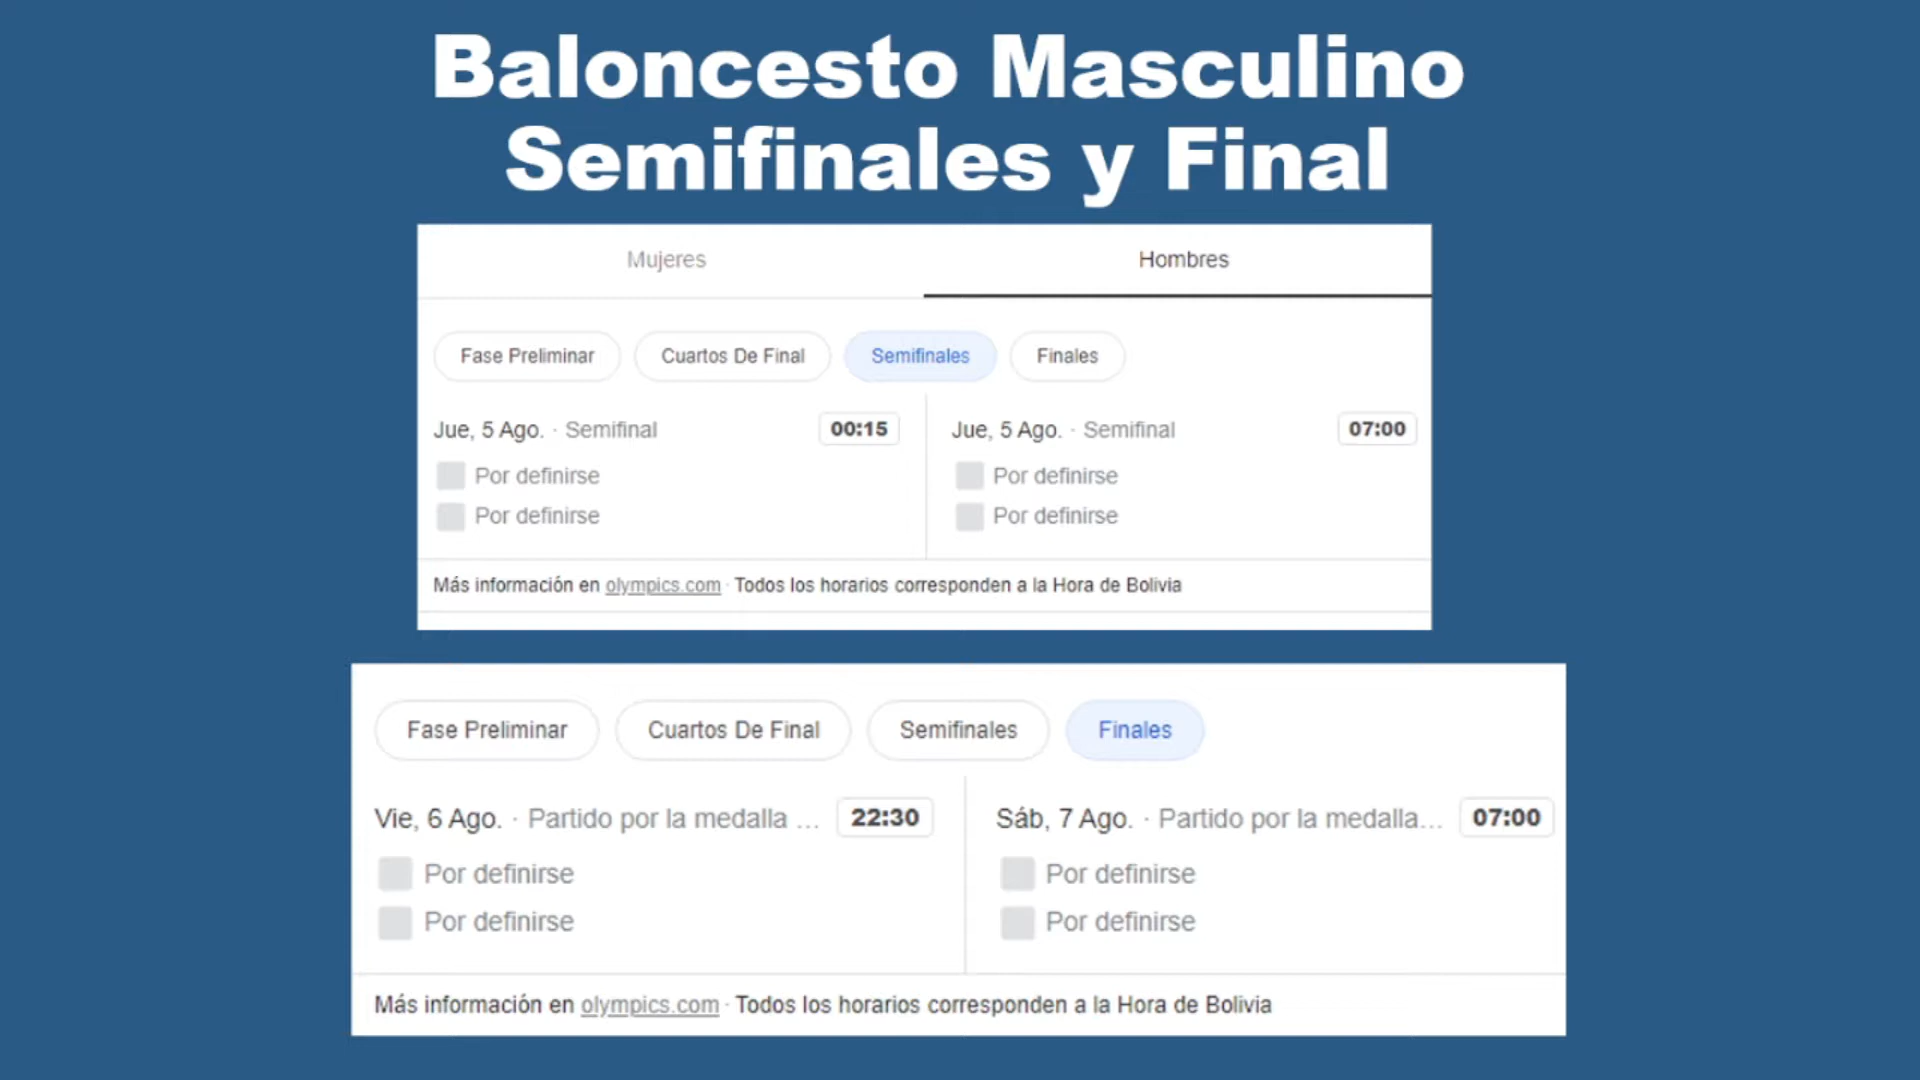 Baloncesto Masculino
Semifinales y Final
Mujeres
Hombres
Fase Preliminar
Cuartos De Final
Semifinales
Finales
Jue, 5 Ago. · Semifinal 00:15
Por definirse
Por definirse
Jue, 5 Ago. · Semifinal 07:00
Por definirse
Por definirse
Más información en olympics.com · Todos los horarios corresponden a la Hora de Bolivia
Fase Preliminar
Cuartos De Final
Semifinales
Finales
Vie, 6 Ago. · Partido por la medalla ... 22:30
Por definirse
Por definirse
Sáb, 7 Ago. · Partido por la medalla... 07:00
Por definirse
Por definirse
Más información en olympics.com · Todos los horarios corresponden a la Hora de Bolivia